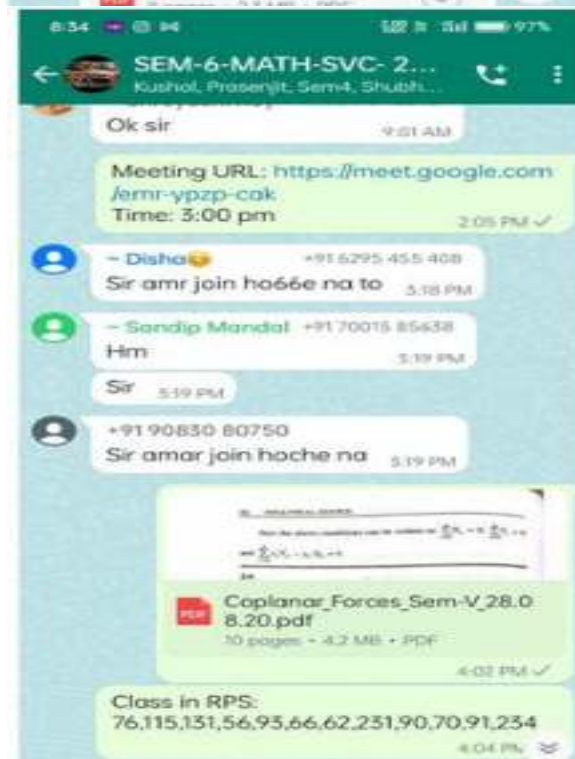 8:34
97%
SEM-6-MATH-SVC- 2...
Kushol, Prosenjit, Sem4, Shubh...
Ok sir
9:01 AM
Meeting URL: https://meet.google.com
/emr-ypzp-cak
Time: 3:00 pm
2:05 PM
~ Disha +91 6295 455 408
Sir amr join ho66e na to 3:18 PM
~ Sandip Mandal +91 70015 85638
Hm
3:19 PM
Sir 3:19 PM
+91 90830 80750
Sir amar join hoche na 3:19 PM
PDF
Coplanar_Forces_Sem-V_28.0
8.20.pdf
10 pages • 4.2 MB • PDF
4:02 PM
Class in RPS:
76,115,131,56,93,66,62,231,90,70,91,234
4:04 PM